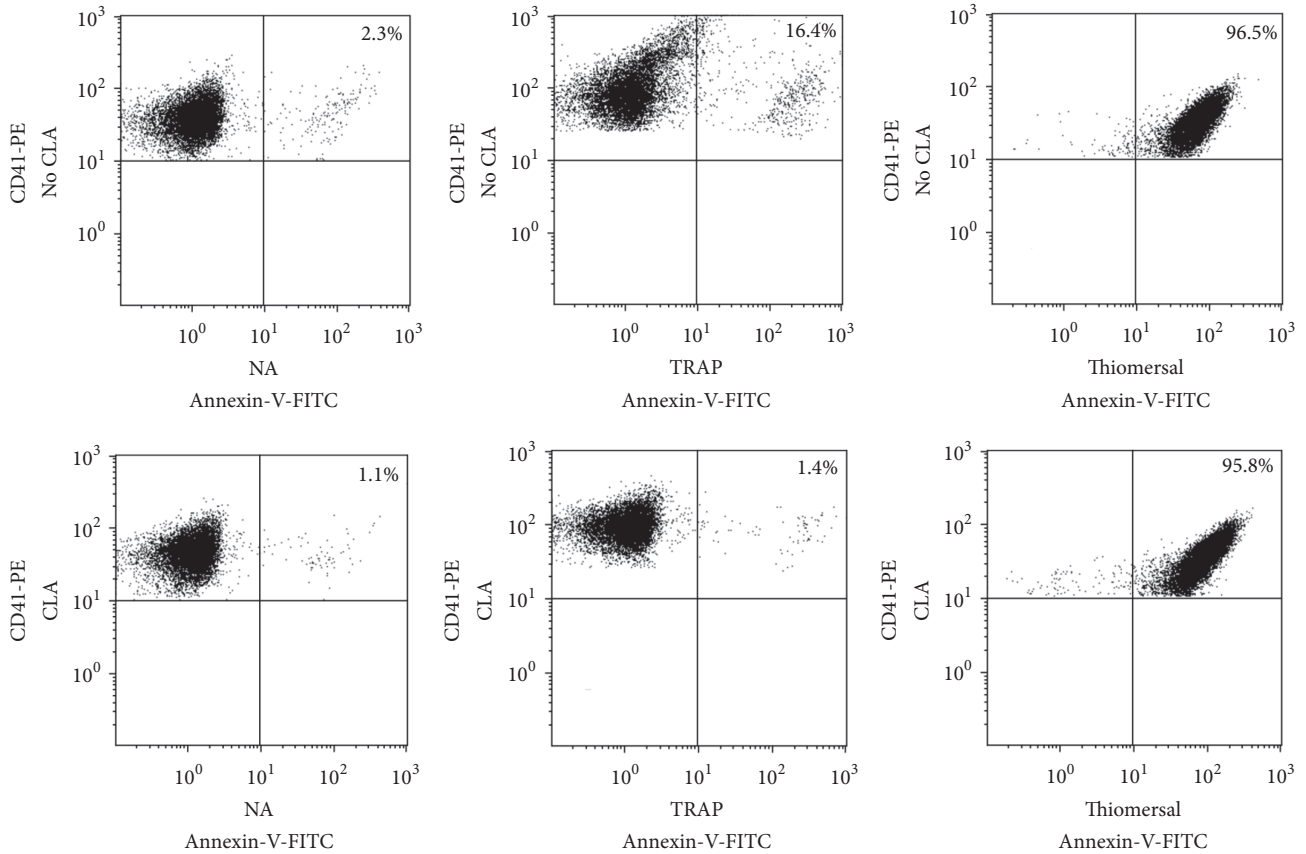 10³
10²
10¹
10⁰
CD41-PE
No CLA
2.3%
10⁰ 10¹ 10² 10³
NA
Annexin-V-FITC
10³
10²
10¹
10⁰
CD41-PE
No CLA
16.4%
10⁰ 10¹ 10² 10³
TRAP
Annexin-V-FITC
10³
10²
10¹
10⁰
CD41-PE
No CLA
96.5%
10⁰ 10¹ 10² 10³
Thiomersal
Annexin-V-FITC
10³
10²
10¹
10⁰
CD41-PE
CLA
1.1%
10⁰ 10¹ 10² 10³
NA
Annexin-V-FITC
10³
10²
10¹
10⁰
CD41-PE
CLA
1.4%
10⁰ 10¹ 10² 10³
TRAP
Annexin-V-FITC
10³
10²
10¹
10⁰
CD41-PE
CLA
95.8%
10⁰ 10¹ 10² 10³
Thiomersal
Annexin-V-FITC